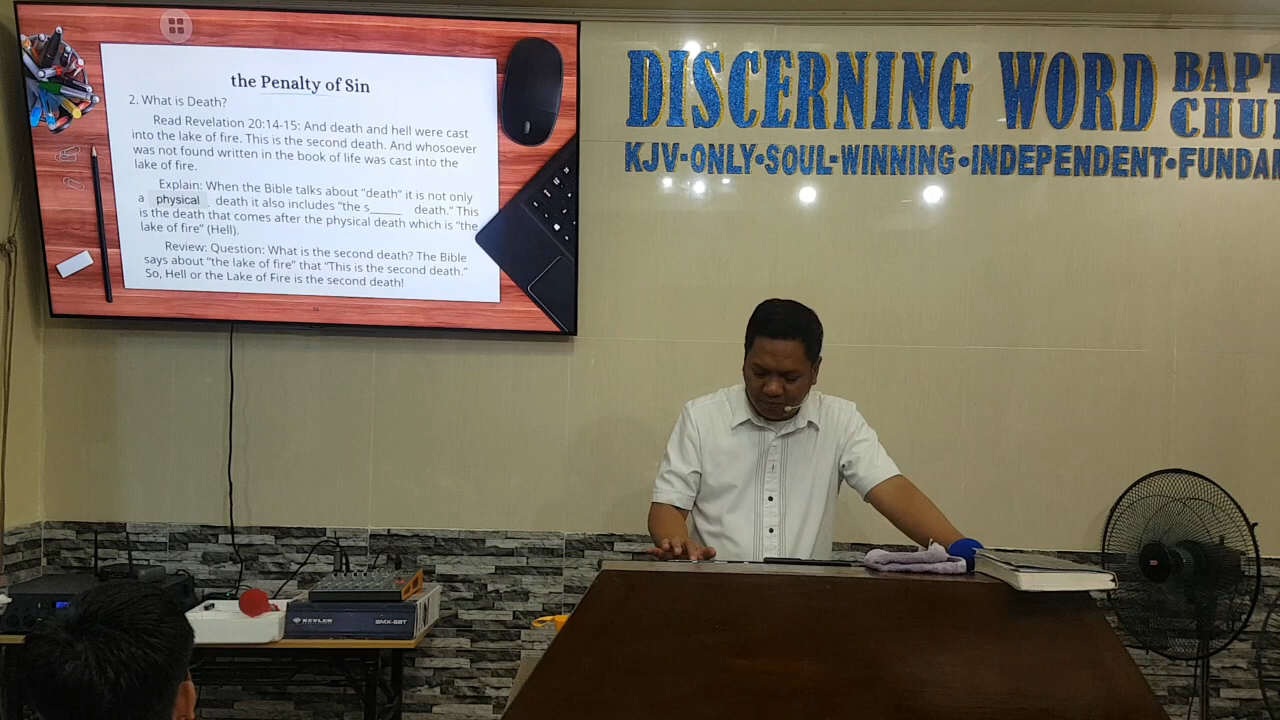 the Penalty of Sin
2. What is Death?
Read Revelation 20:14-15: And death and hell were cast
into the lake of fire. This is the second death. And whosoever
was not found written in the book of life was cast into the
lake of fire.
Explain: When the Bible talks about "death" it is not only
a physical death it also includes "the s______ death." This
is the death that comes after the physical death which is "the
lake of fire" (Hell).
Review: Question: What is the second death? The Bible
says about "the lake of fire" that "This is the second death."
So, Hell or the Lake of Fire is the second death!
DISCERNING WORD BAPT
CHU
KJV-ONLY•SOUL-WINNING•INDEPENDENT•FUNDA
KEVLER
SMX-8BT